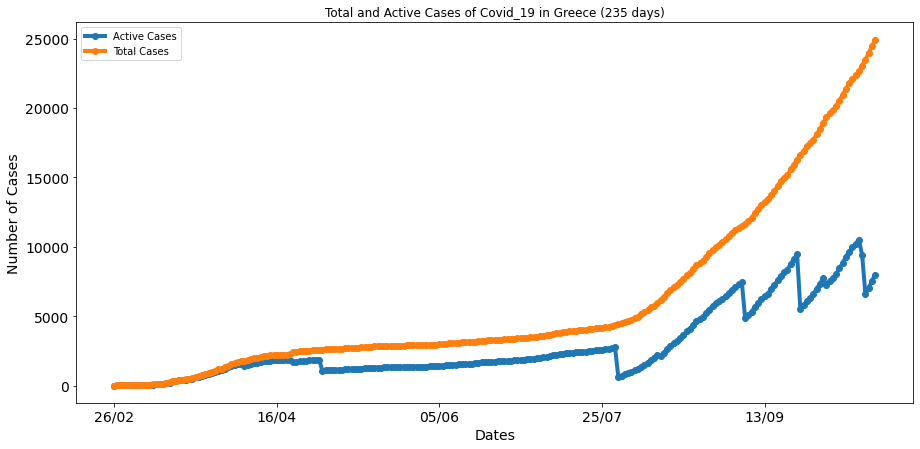 Total and Active Cases of Covid_19 in Greece (235 days)
Active Cases
Total Cases
25000
20000
15000
10000
5000
0
Number of Cases
26/02
16/04
05/06
25/07
13/09
Dates